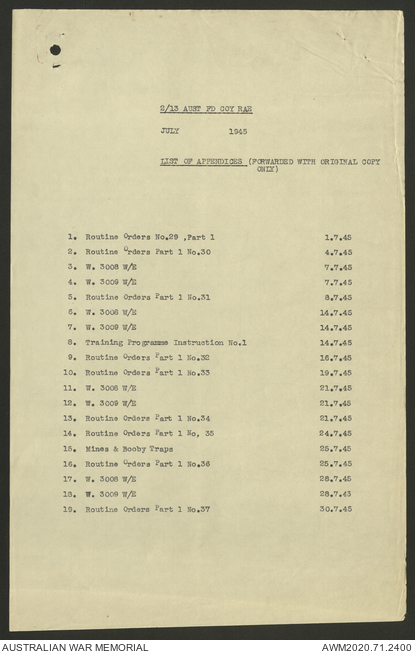 2/13 AUST FD COY RAE
JULY 1945
LIST OF APPENDICES (FORWARDED WITH ORIGINAL COPY
ONLY)
1. Routine Orders No.29 ,Part 1 1.7.45
2. Routine Orders Part 1 No.30 4.7.45
3. W. 3008 W/E 7.7.45
4. W. 3009 W/E 7.7.45
5. Routine Orders Part 1 No.31 8.7.45
6. W. 3008 W/E 14.7.45
7. W. 3009 W/E 14.7.45
8. Training Programme Instruction No.1 14.7.45
9. Routine Orders Part 1 No.32 16.7.45
10. Routine Orders Part 1 No.33 19.7.45
11. W. 3008 W/E 21.7.45
12. W. 3009 W/E 21.7.45
13. Routine Orders Part 1 No.34 21.7.45
14. Routine Orders Part 1 No, 35 24.7.45
15. Mines & Booby Traps 25.7.45
16. Routine Orders Part 1 No.36 25.7.45
17. W. 3008 W/E 28.7.45
18. W. 3009 W/E 28.7.45
19. Routine Orders Part 1 No.37 30.7.45
AUSTRALIAN WAR MEMORIAL AWM2020.71.2400